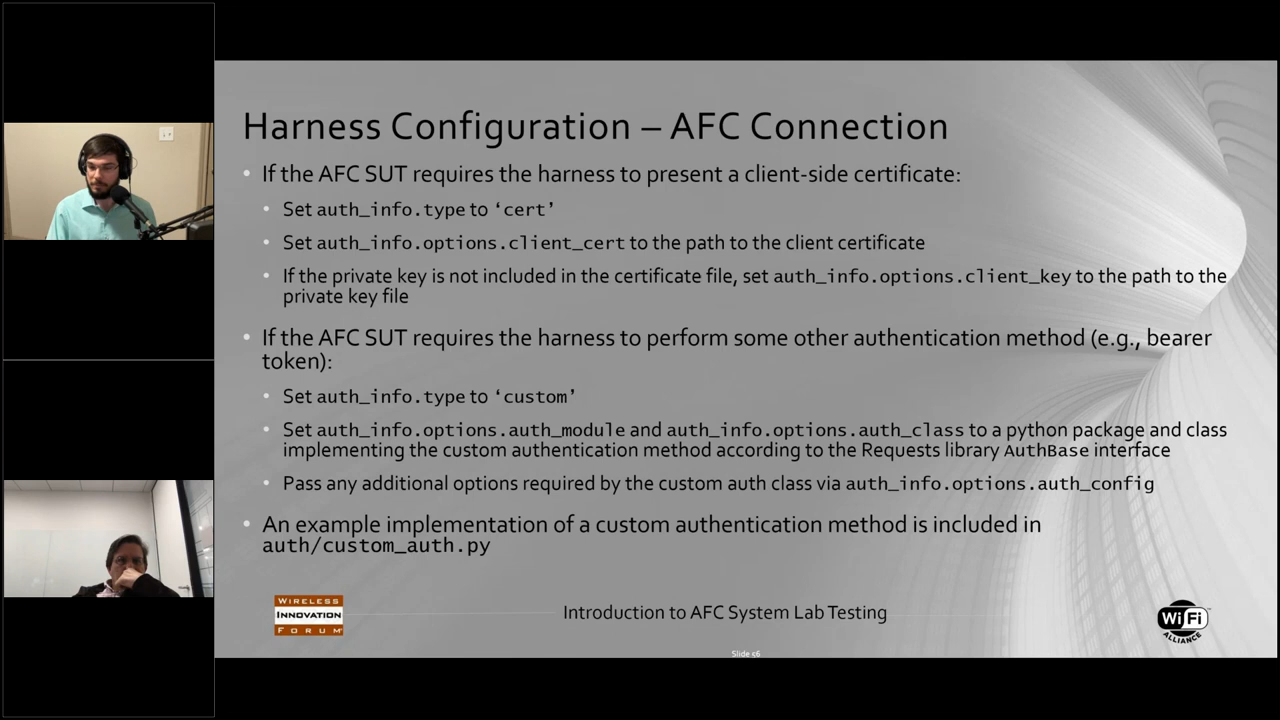 Harness Configuration – AFC Connection
• If the AFC SUT requires the harness to present a client-side certificate:
• Set auth_info.type to ‘cert’
• Set auth_info.options.client_cert to the path to the client certificate
• If the private key is not included in the certificate file, set auth_info.options.client_key to the path to the
private key file
• If the AFC SUT requires the harness to perform some other authentication method (e.g., bearer
token):
• Set auth_info.type to ‘custom’
• Set auth_info.options.auth_module and auth_info.options.auth_class to a python package and class
implementing the custom authentication method according to the Requests library AuthBase interface
• Pass any additional options required by the custom auth class via auth_info.options.auth_config
• An example implementation of a custom authentication method is included in
auth/custom_auth.py
WIRELESS
INNOVATION
FORUM
Introduction to AFC System Lab Testing
Wi Fi
ALLIANCE
Slide 56